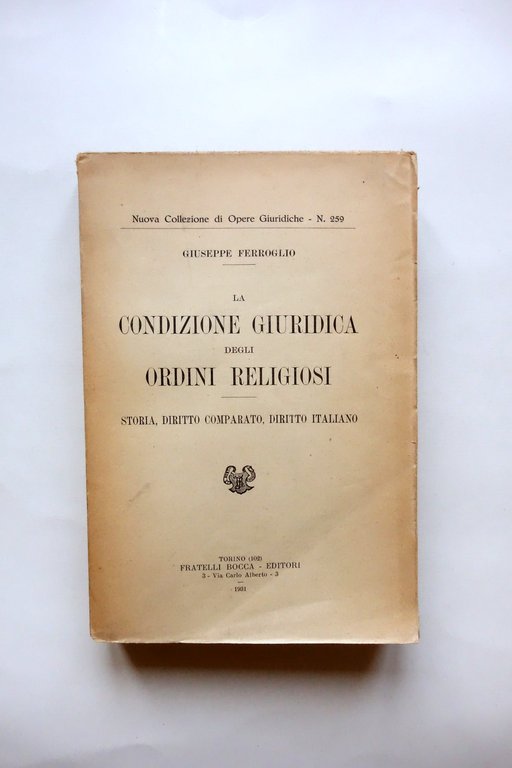 Nuova Collezione di Opere Giuridiche - N. 259
GIUSEPPE FERROGLIO
LA
CONDIZIONE GIURIDICA
DEGLI
ORDINI RELIGIOSI
STORIA, DIRITTO COMPARATO, DIRITTO ITALIANO
TORINO (102)
FRATELLI BOCCA - EDITORI
3 - Via Carlo Alberto - 3
1931